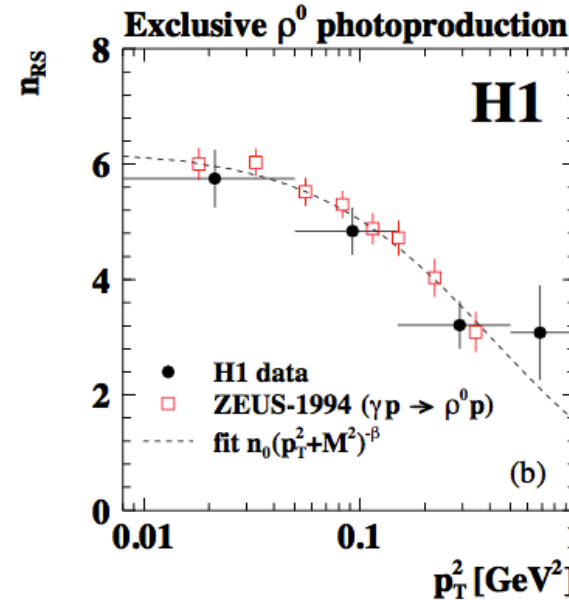 Exclusive ρ⁰ photoproduction
n_RS
8
H1
6
4
H1 data
ZEUS-1994 (γp → ρ⁰p)
2
fit n₀(p_T²+M²)^-β
(b)
0
0.01 0.1 1
p_T² [GeV²]